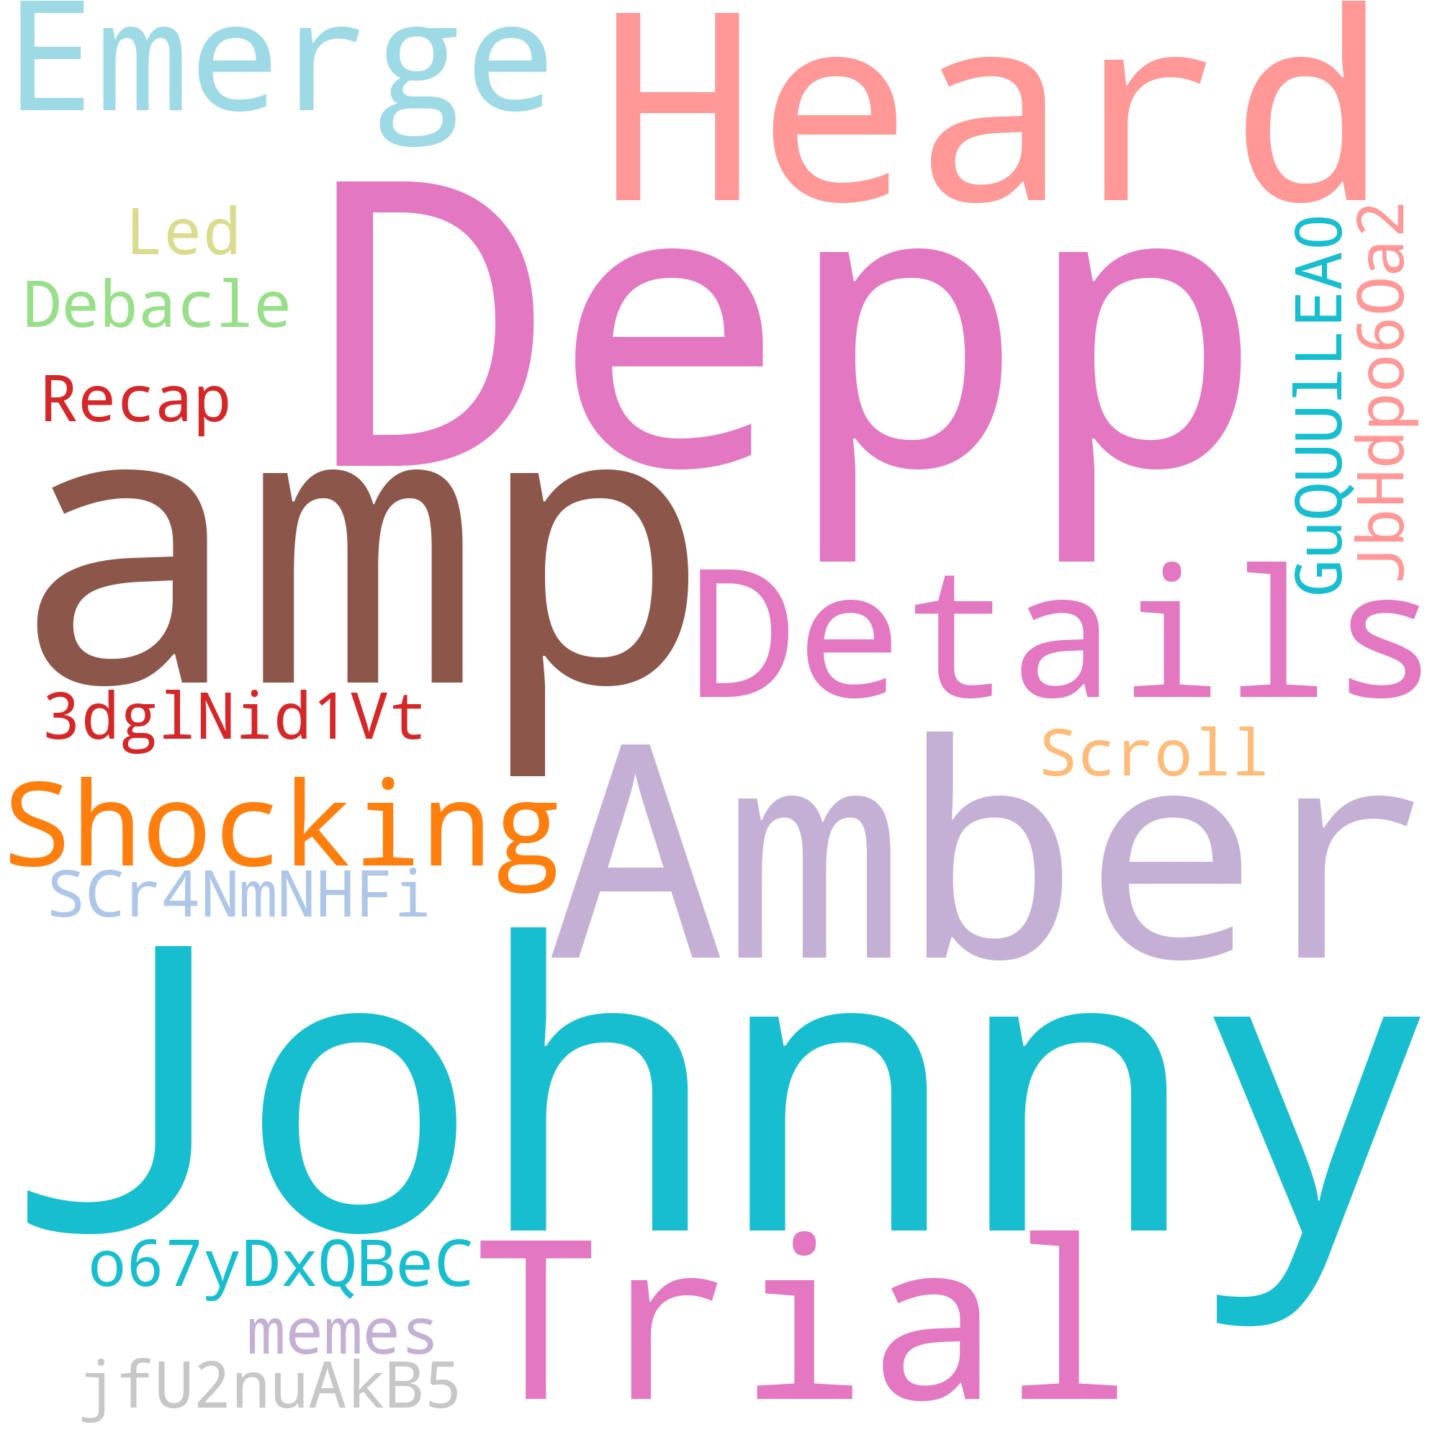 Emerge
Heard
Led
Debacle
Depp
GuQUUlLEA0
JbHdpo6Oa2
Recap
amp
Details
3dglNid1Vt
Scroll
Shocking
Amber
SCr4NmNHFi
Johnny
o67yDxQBeC
Trial
memes
jfU2nuAkB5